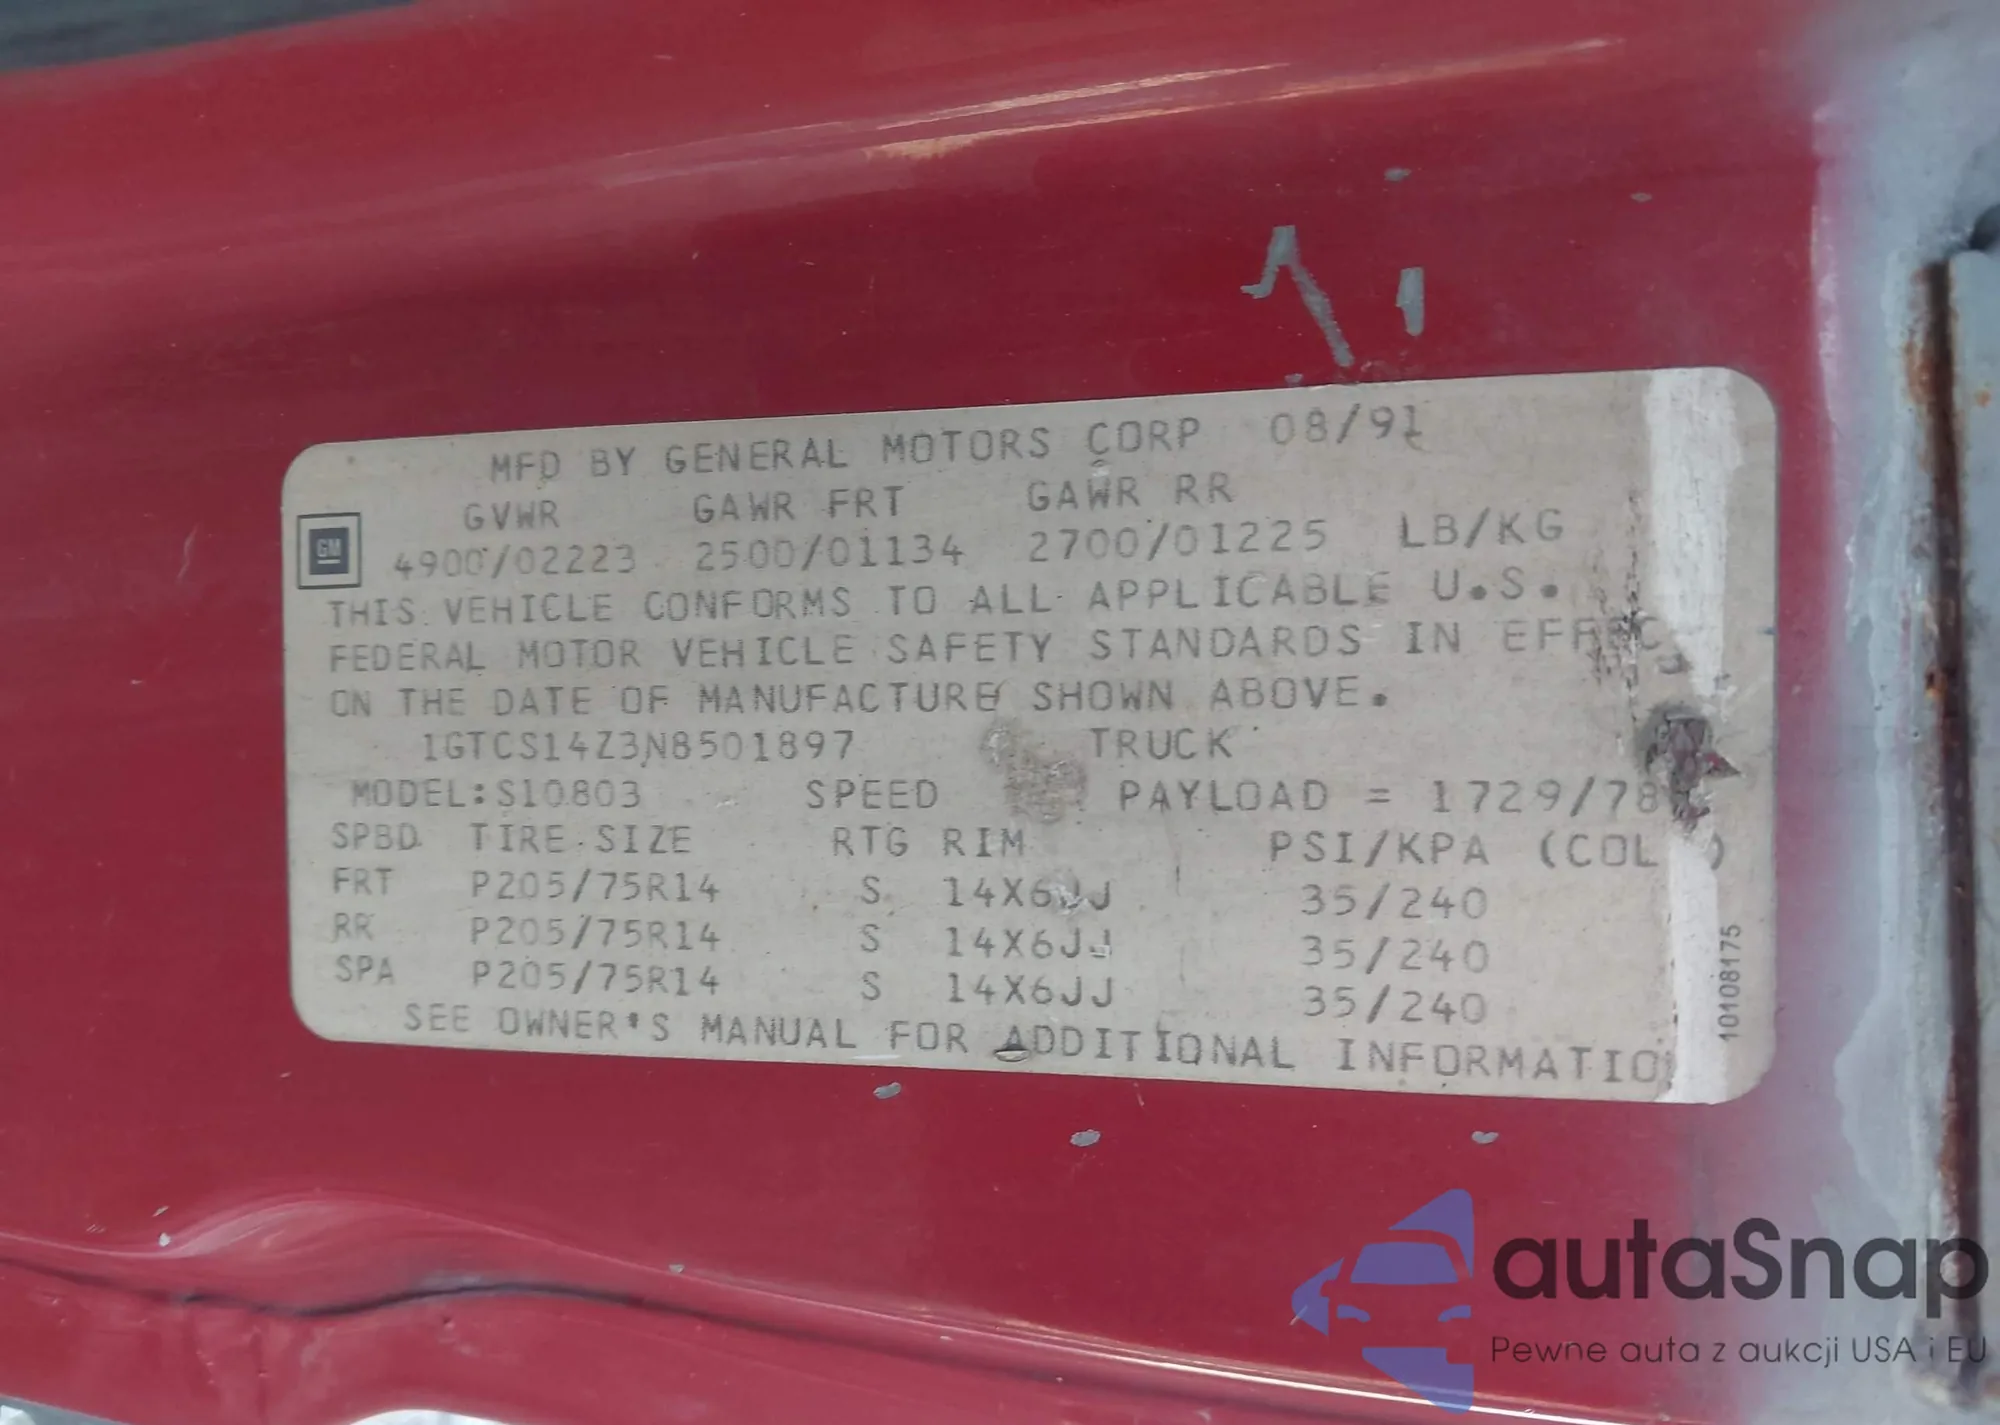 MFD BY GENERAL MOTORS CORP 08/91
GVWR GAWR FRT GAWR RR
GM
4900/02223 2500/01134 2700/01225 LB/KG
THIS VEHICLE CONFORMS TO ALL APPLICABLE U.S.
FEDERAL MOTOR VEHICLE SAFETY STANDARDS IN EFFECT
ON THE DATE OF MANUFACTURE SHOWN ABOVE.
1GTCS14Z3N8501897 TRUCK
MODEL:S10803 SPEED PAYLOAD =
SPBD TIRE SIZE RTG RIM PSI/KPA
FRT P205/75R14 S 14X6JJ 35/240
RR P205/75R14 S 14X6JJ 35/240
SPA P205/75R14 S 14X6JJ 35/240
SEE OWNER'S MANUAL FOR ADDITIONAL INFORMATIO
10108175
autaSnap
Pewne auta z aukcji USA i EU